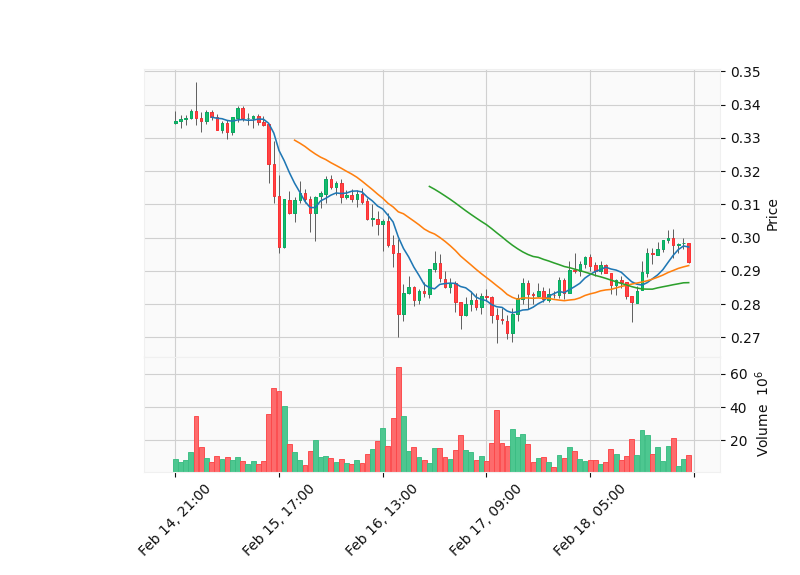 0.35
0.34
0.33
0.32
0.31
0.30
0.29
0.28
0.27
Price
60
40
20
Volume 10^6
Feb 14, 21:00
Feb 15, 17:00
Feb 16, 13:00
Feb 17, 09:00
Feb 18, 05:00